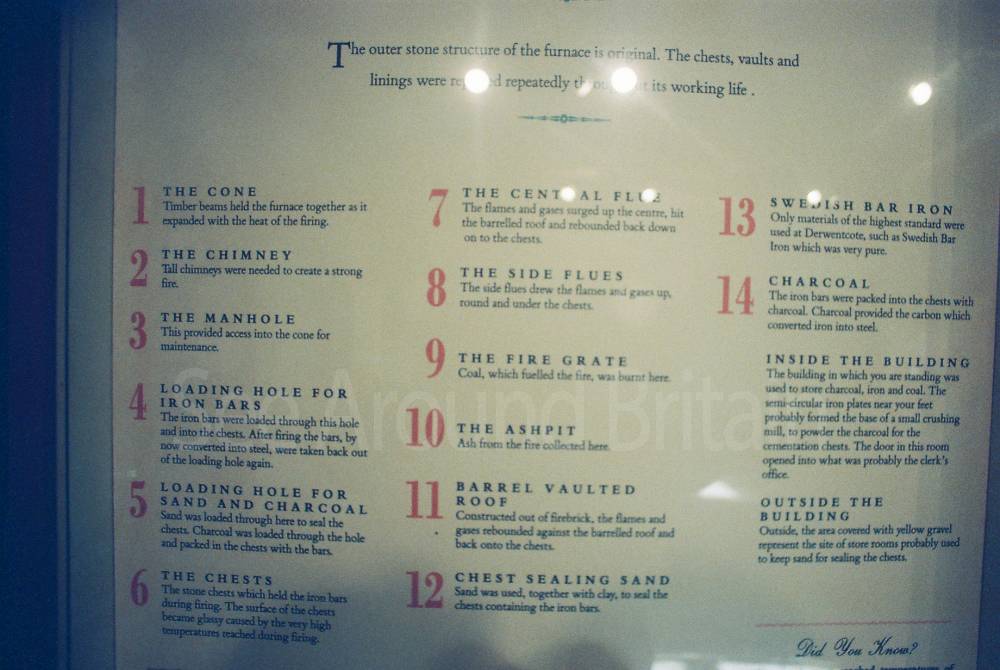 The outer stone structure of the furnace is original. The chests, vaults and
linings were repeatedly its working life .
1 THE CONE
Timber beams held the furnace together as it
expanded with the heat of the firing.
2 THE CHIMNEY
Tall chimneys were needed to create a strong
fire.
3 THE MANHOLE
This provided access into the cone for
maintenance.
4 LOADING HOLE FOR
IRON BARS
The iron bars were loaded through this hole
and into the chests. After firing the bars, by
now converted into steel, were taken back out
of the loading hole again.
5 LOADING HOLE FOR
SAND AND CHARCOAL
Sand was loaded through here to seal the
chests. Charcoal was loaded through the hole
and packed in the chests with the bars.
6 THE CHESTS
The stone chests which held the iron bars
during firing. The surface of the chests
became glassy caused by the very high
temperatures reached during firing.
7 THE CENTRAL FLUE
The flames and gases surged up the centre, hit
the barrelled roof and rebounded back down
on to the chests.
8 THE SIDE FLUES
The side flues drew the flames and gases up,
round and under the chests.
9 THE FIRE GRATE
Coal, which fuelled the fire, was burnt here.
10 THE ASHPIT
Ash from the fire collected here.
11 BARREL VAULTED
ROOF
Constructed out of firebrick, the flames and
gases rebounded against the barrelled roof and
back onto the chests.
12 CHEST SEALING SAND
Sand was used, together with clay, to seal the
chests containing the iron bars.
13 SWEDISH BAR IRON
Only materials of the highest standard were
used at Derwentcote, such as Swedish Bar
Iron which was very pure.
14 CHARCOAL
The iron bars were packed into the chests with
charcoal. Charcoal provided the carbon which
converted iron into steel.
INSIDE THE BUILDING
The building in which you are standing was
used to store charcoal, iron and coal. The
semi-circular iron plates near your feet
probably formed the base of a small crushing
mill, to powder the charcoal for the
cementation chests. The door in this room
opened into what was probably the clerk's
office.
OUTSIDE THE
BUILDING
Outside, the area covered with yellow gravel
represent the site of store rooms probably used
to keep sand for sealing the chests.
Did You Know?
Around Brita